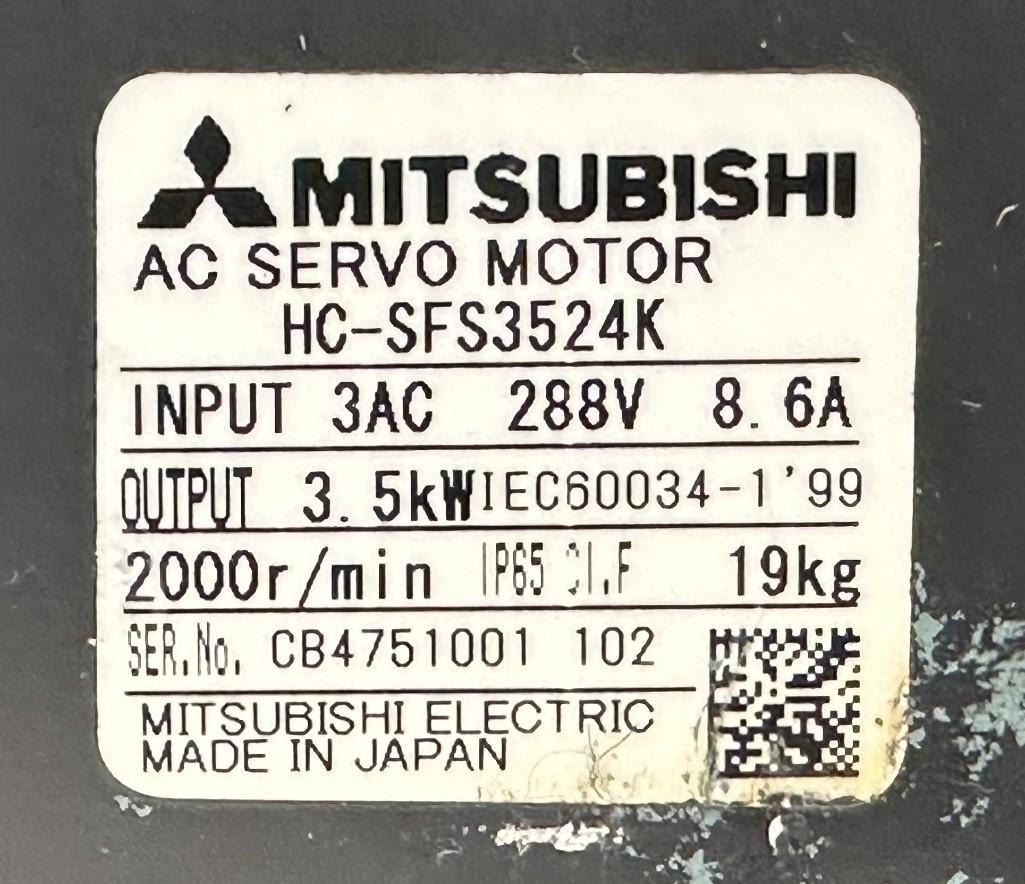 MITSUBISHI
AC SERVO MOTOR
HC-SFS3524K
INPUT 3AC 288V 8.6A
OUTPUT 3.5kW IEC60034-1'99
2000r/min IP65 Cl.F 19kg
SER.No. CB4751001 102
MITSUBISHI ELECTRIC
MADE IN JAPAN